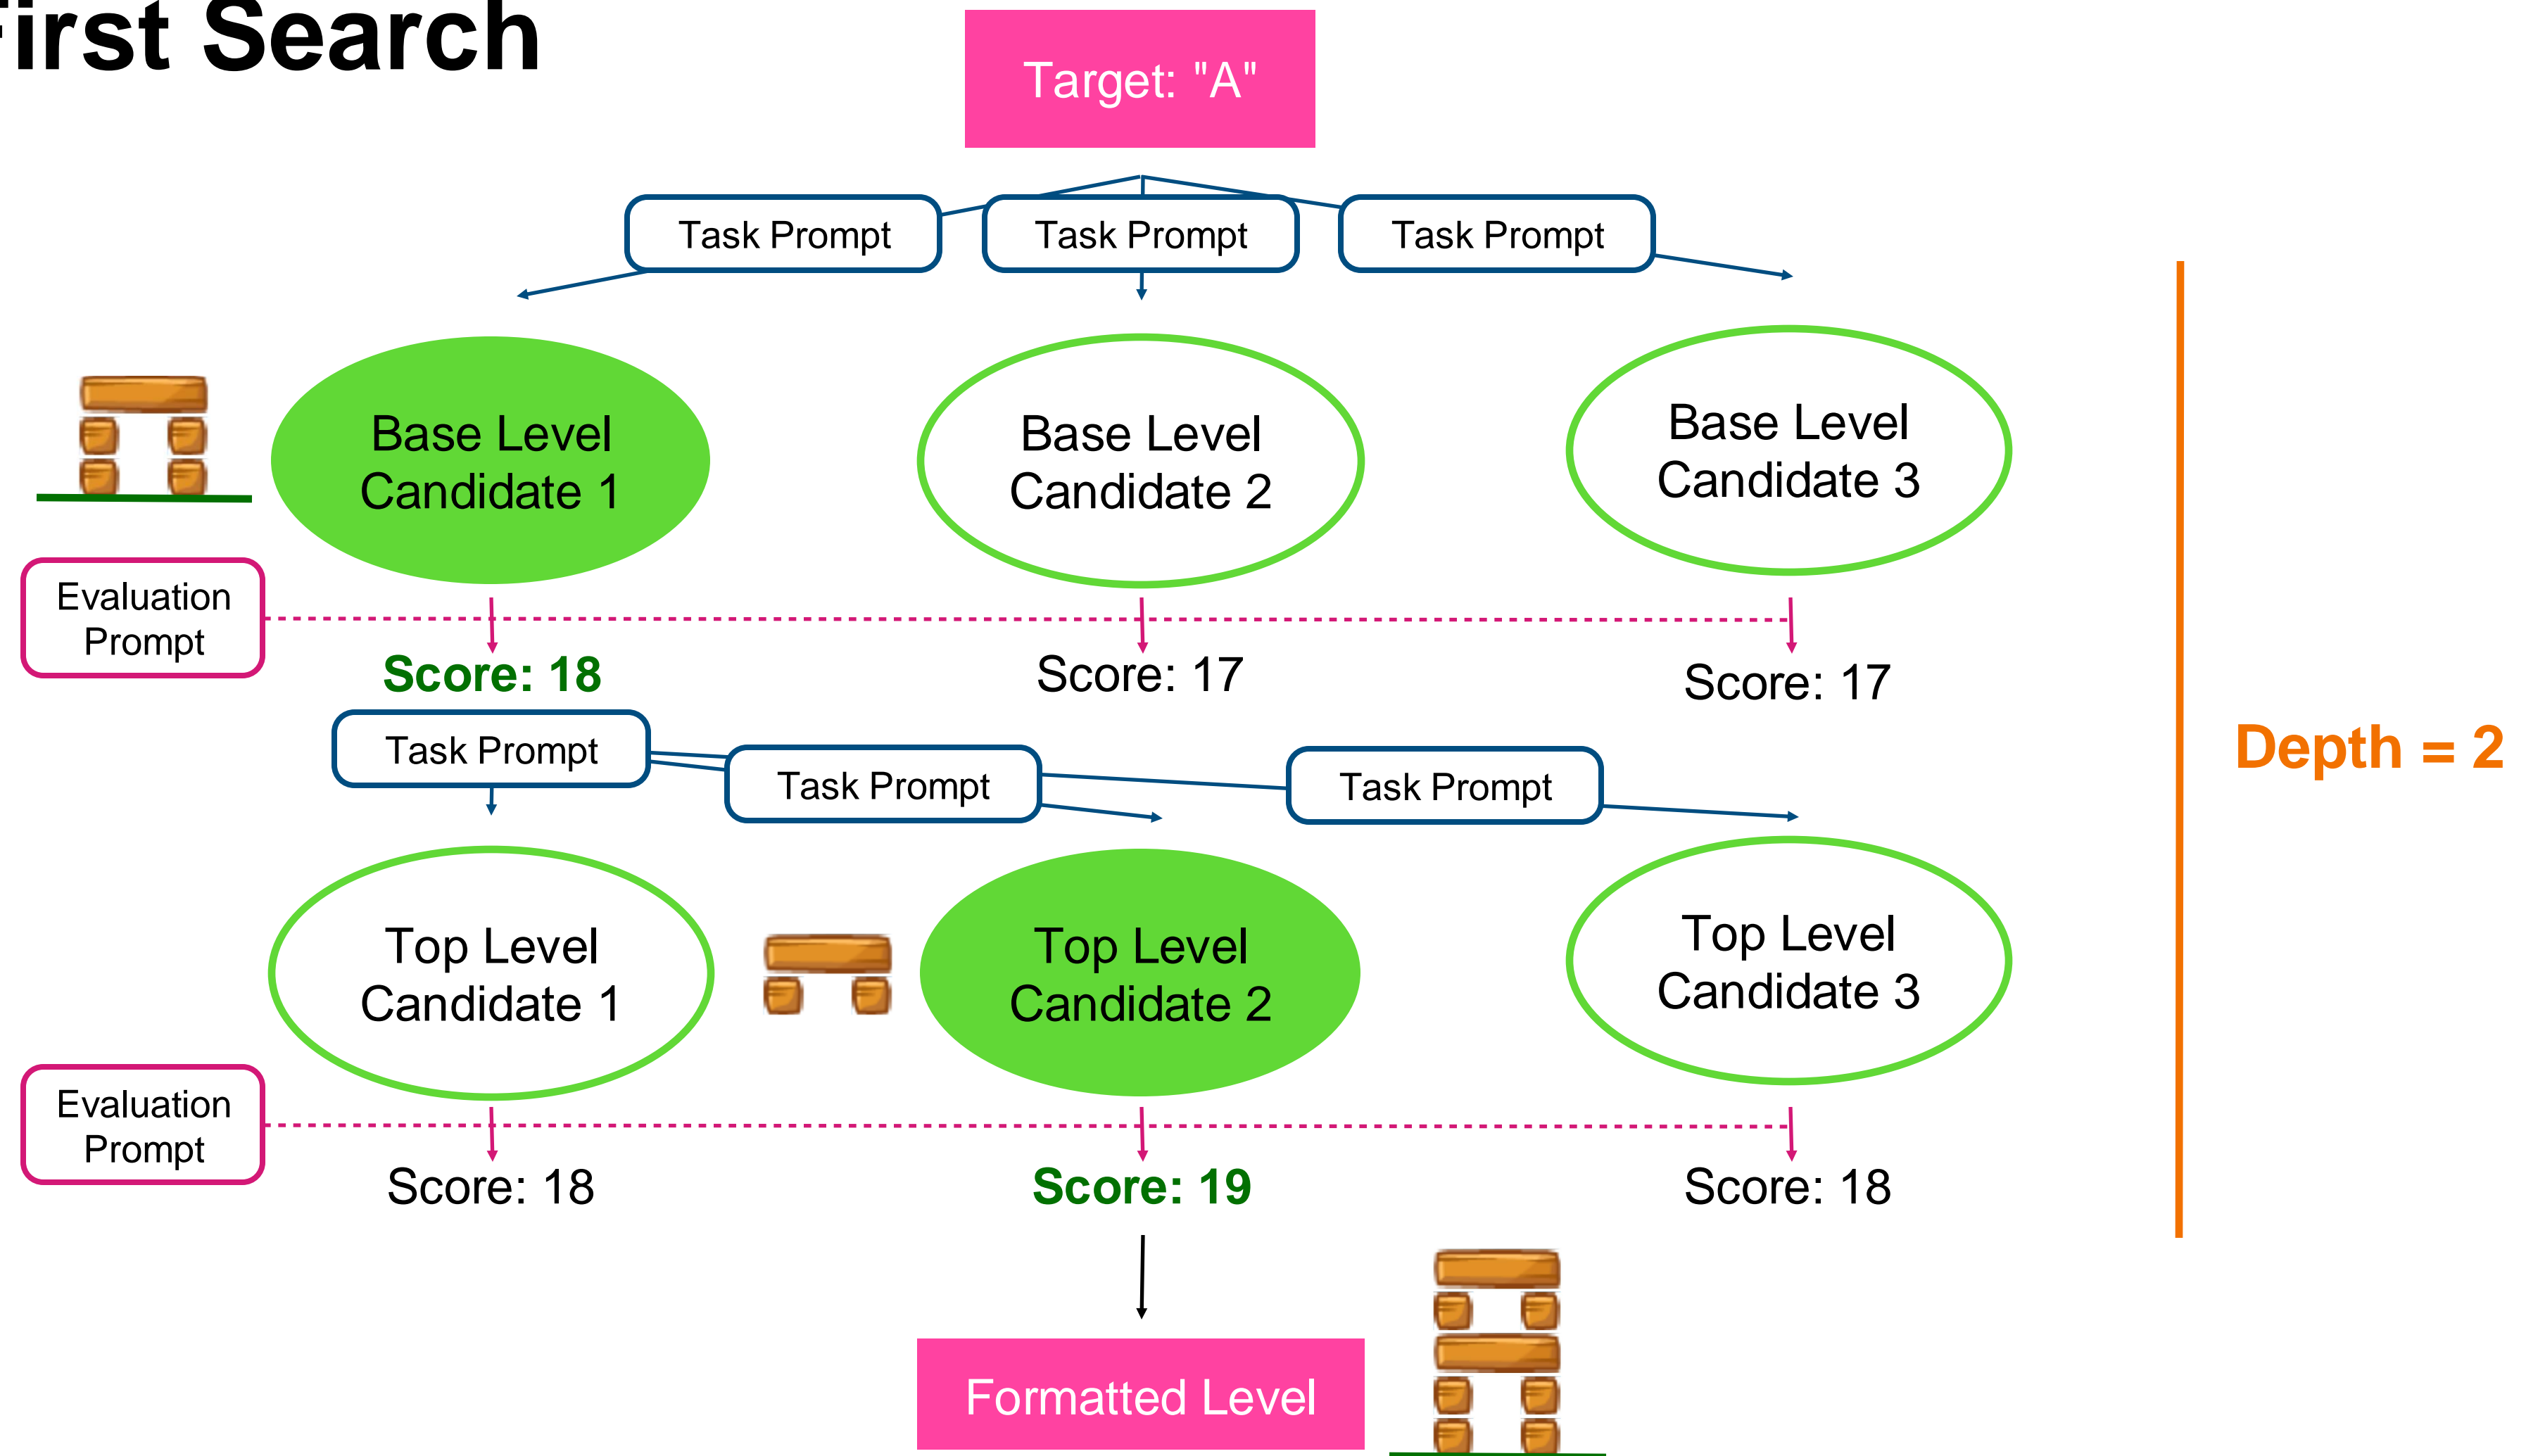 First Search
Target: "A"
Task Prompt
Task Prompt
Task Prompt
Base Level
Candidate 1
Base Level
Candidate 2
Base Level
Candidate 3
Evaluation
Prompt
Score: 18
Score: 17
Score: 17
Task Prompt
Task Prompt
Task Prompt
Depth = 2
Top Level
Candidate 1
Top Level
Candidate 2
Top Level
Candidate 3
Evaluation
Prompt
Score: 18
Score: 19
Score: 18
Formatted Level